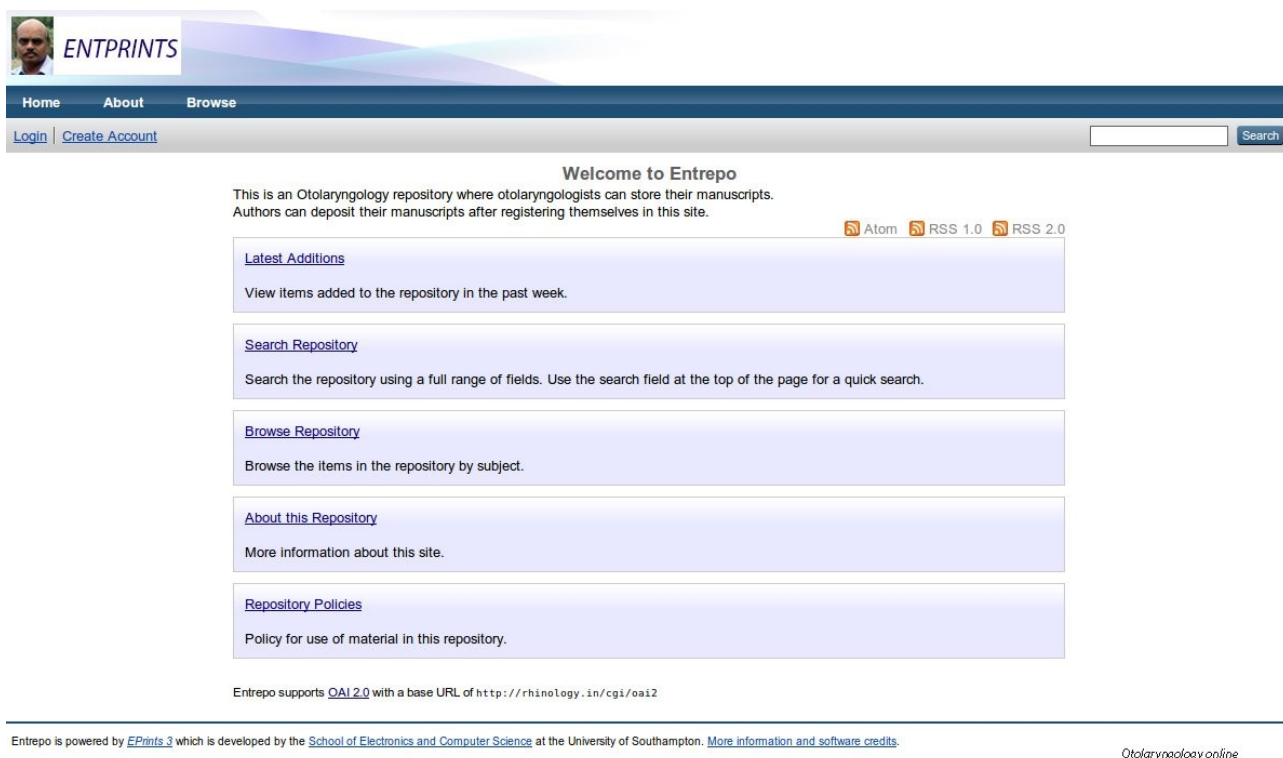 ENTPRINTS
Home About Browse
Login Create Account Search
Welcome to Entrepo
This is an Otolaryngology repository where otolaryngologists can store their manuscripts.
Authors can deposit their manuscripts after registering themselves in this site.
Atom RSS 1.0 RSS 2.0
Latest Additions
View items added to the repository in the past week.
Search Repository
Search the repository using a full range of fields. Use the search field at the top of the page for a quick search.
Browse Repository
Browse the items in the repository by subject.
About this Repository
More information about this site.
Repository Policies
Policy for use of material in this repository.
Entrepo supports OAI 2.0 with a base URL of http://rhinology.in/cgi/oai2
Entrepo is powered by EPrints 3 which is developed by the School of Electronics and Computer Science at the University of Southampton. More information and software credits.
Otolaryngology online